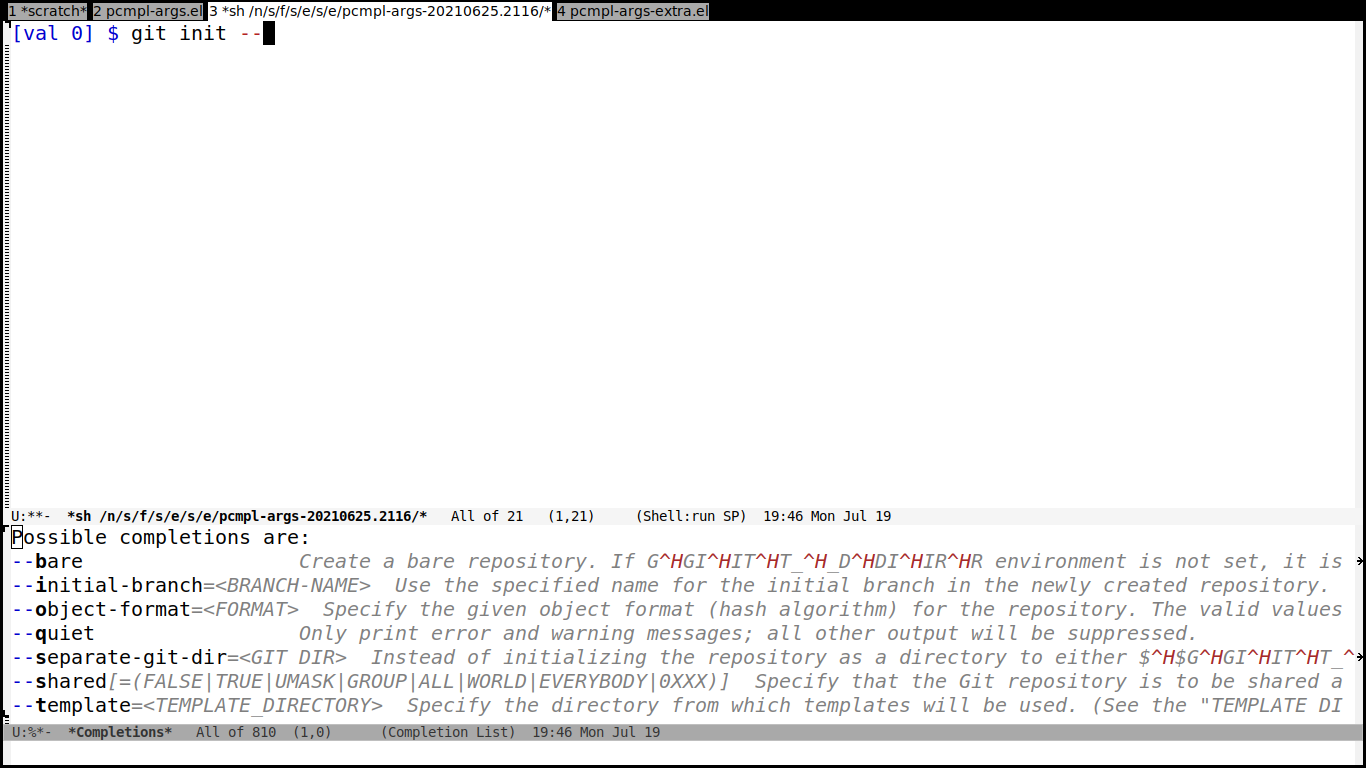 1 *scratch* 2 pcmpl-args.el 3 *sh /n/s/f/s/e/s/e/pcmpl-args-20210625.2116/* 4 pcmpl-args-extra.el
[val 0] $ git init --
U:**-  *sh /n/s/f/s/e/s/e/pcmpl-args-20210625.2116/*   All of 21   (1,21)     (Shell:run SP)  19:46 Mon Jul 19
Possible completions are:
--bare                  Create a bare repository. If G^HGI^HIT^HT_^H_D^HDI^HIR^HR environment is not set, it is
--initial-branch=<BRANCH-NAME>  Use the specified name for the initial branch in the newly created repository.
--object-format=<FORMAT>  Specify the given object format (hash algorithm) for the repository. The valid values
--quiet                 Only print error and warning messages; all other output will be suppressed.
--separate-git-dir=<GIT DIR>  Instead of initializing the repository as a directory to either $^H$G^HGI^HIT^HT_^
--shared[=(FALSE|TRUE|UMASK|GROUP|ALL|WORLD|EVERYBODY|0XXX)]  Specify that the Git repository is to be shared a
--template=<TEMPLATE_DIRECTORY>  Specify the directory from which templates will be used. (See the "TEMPLATE DI
U:%*-  *Completions*   All of 810  (1,0)      (Completion List)  19:46 Mon Jul 19